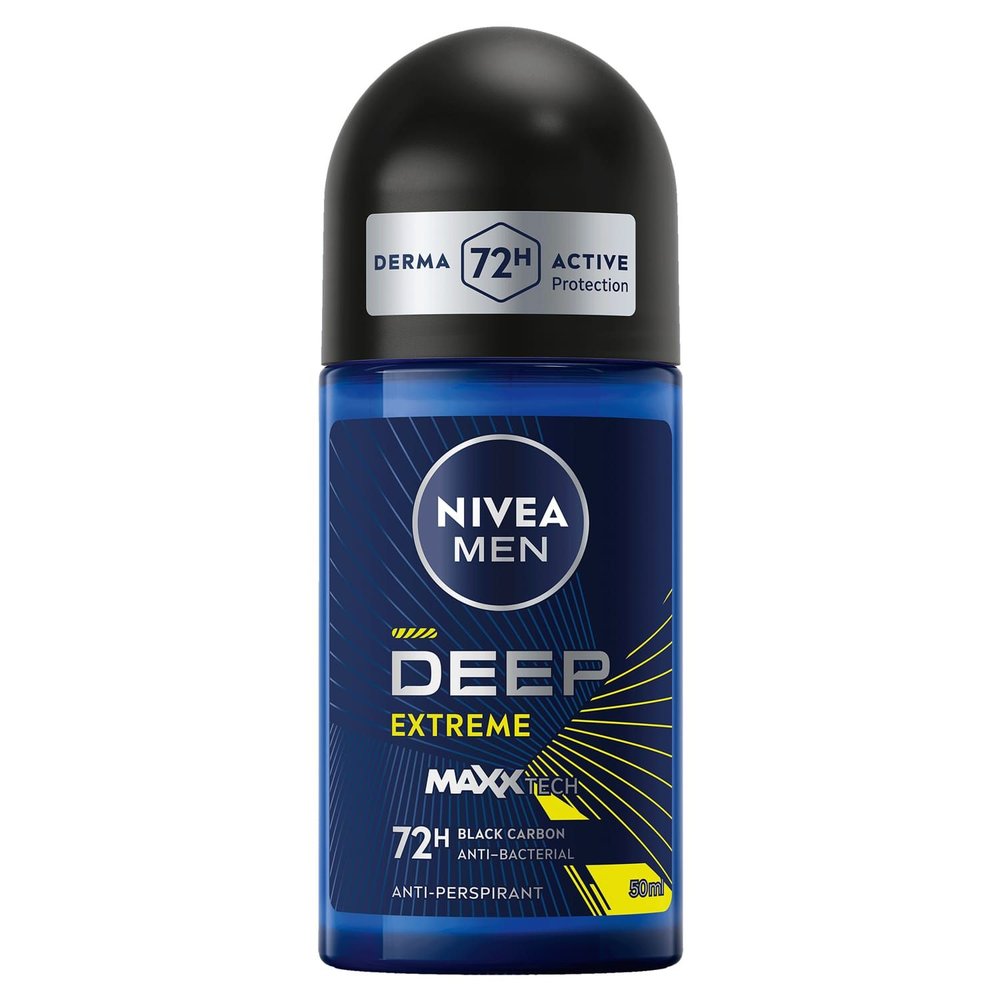 DERMA 72H ACTIVE
Protection
NIVEA
MEN
DEEP
EXTREME
MAXXTECH
72H BLACK CARBON
ANTI-BACTERIAL
ANTI-PERSPIRANT
50ml